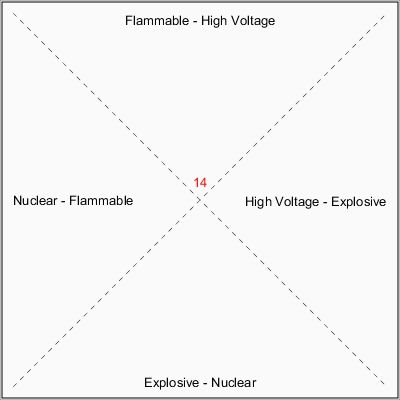 Flammable - High Voltage
14
Nuclear - Flammable
High Voltage - Explosive
Explosive - Nuclear